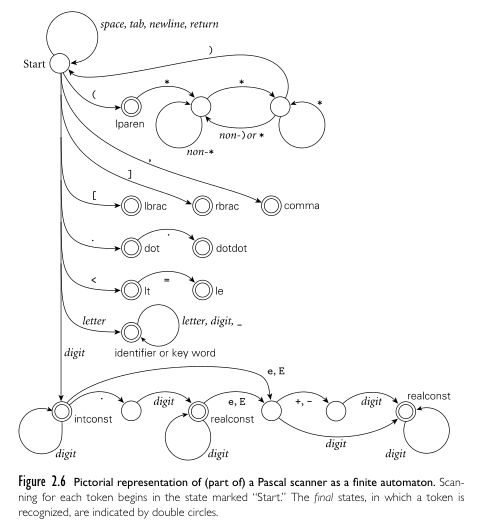 space, tab, newline, return
Start
)
( * *
lparen
*
non-) or *
non-*
,
]
[ lbrac rbrac comma
. dot . dotdot
< lt = le
letter letter, digit, _
identifier or key word
digit
e, E
realconst
. digit e, E +, - digit
intconst realconst
digit
digit digit digit
Figure 2.6 Pictorial representation of (part of) a Pascal scanner as a finite automaton. Scan-
ning for each token begins in the state marked “Start.” The final states, in which a token is
recognized, are indicated by double circles.